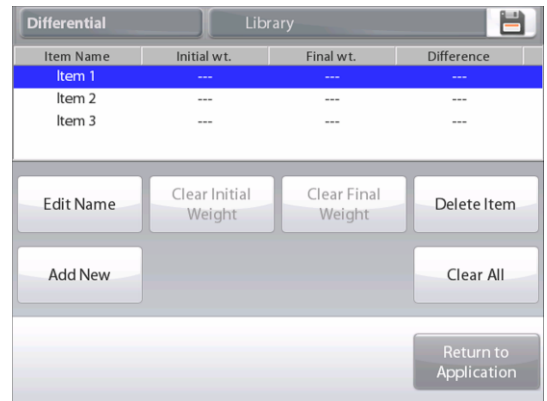 Differential Library
Item Name Initial wt. Final wt. Difference
Item 1 --- --- ---
Item 2 --- --- ---
Item 3 --- --- ---
Edit Name Clear Initial Weight Clear Final Weight Delete Item
Add New Clear All
Return to
Application